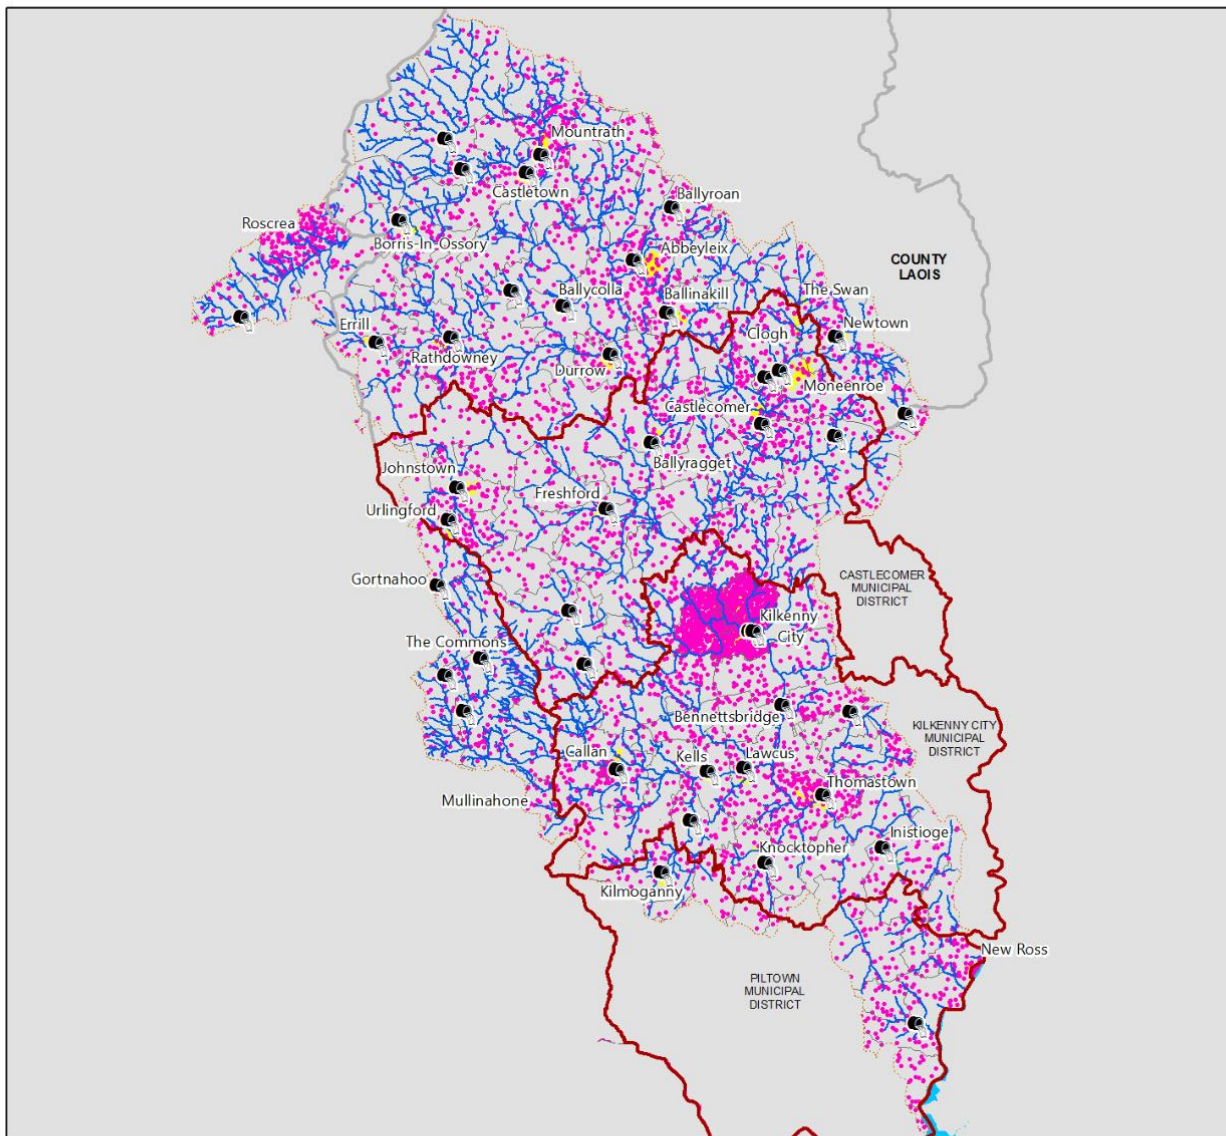 Mountrath
Castletown
Ballyroan
Roscrea
Borris-In-Ossory
Abbeyleix
COUNTY
LAOIS
Ballycolla
Ballinakill
The Swan
Errill
Rathdowney
Durrow
Clogh
Newtown
Moneenroe
Castlecomer
Ballyragget
Johnstown
Freshford
Urlingford
Gortnahoo
CASTLECOMER
MUNICIPAL
DISTRICT
Kilkenny
City
The Commons
Bennettsbridge
KILKENNY CITY
MUNICIPAL
DISTRICT
Callan
Kells
Lawcus
Thomastown
Mullinahone
Inistioge
Knocktopher
Kilmoganny
New Ross
PILTOWN
MUNICIPAL
DISTRICT